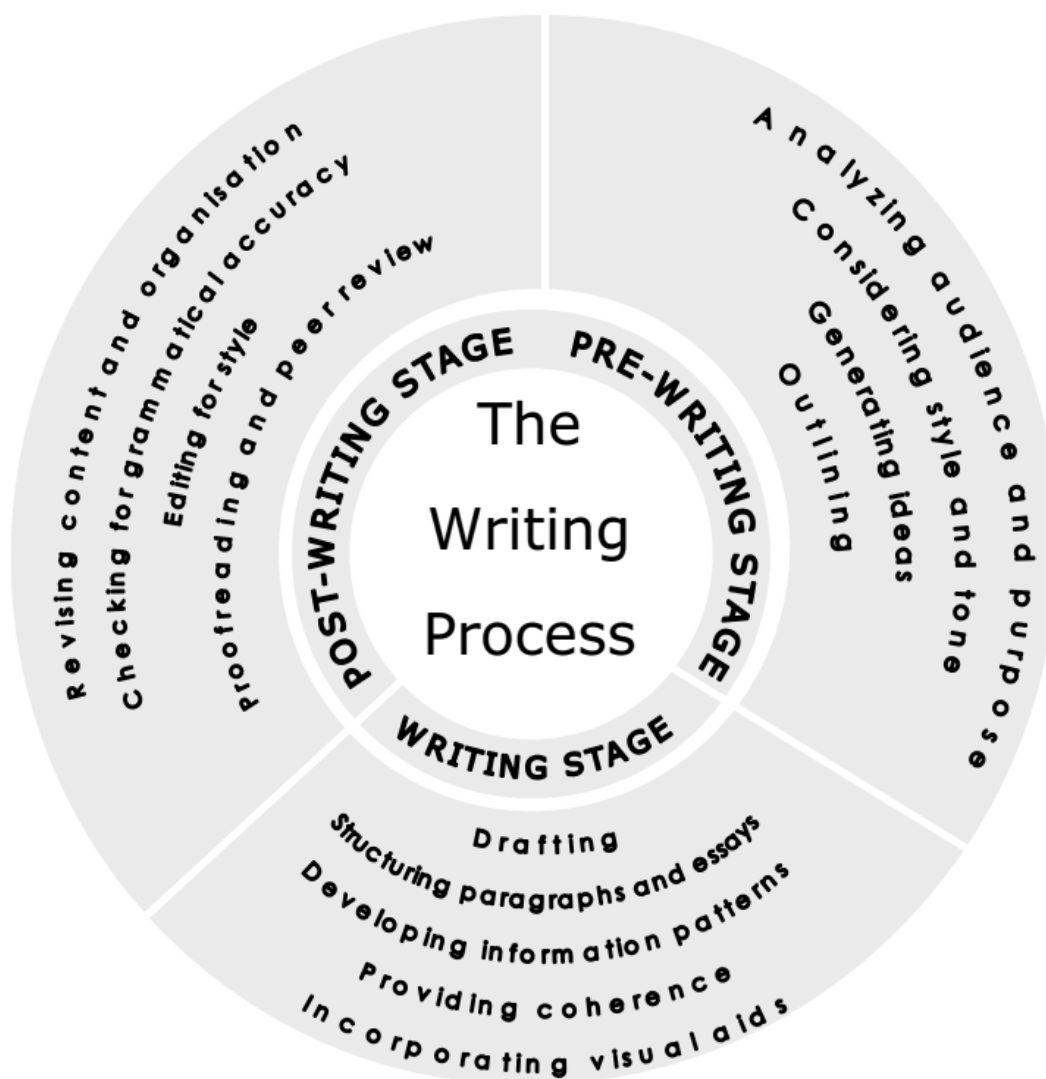 The
Writing
Process
PRE-WRITING STAGE
Analyzing audience and purpose
Considering style and tone
Generating ideas
Outlining
WRITING STAGE
Drafting
Structuring paragraphs and essays
Developing information patterns
Providing coherence
Incorporating visual aids
POST-WRITING STAGE
Revising content and organisation
Checking for grammatical accuracy
Editing for style
Proofreading and peer review